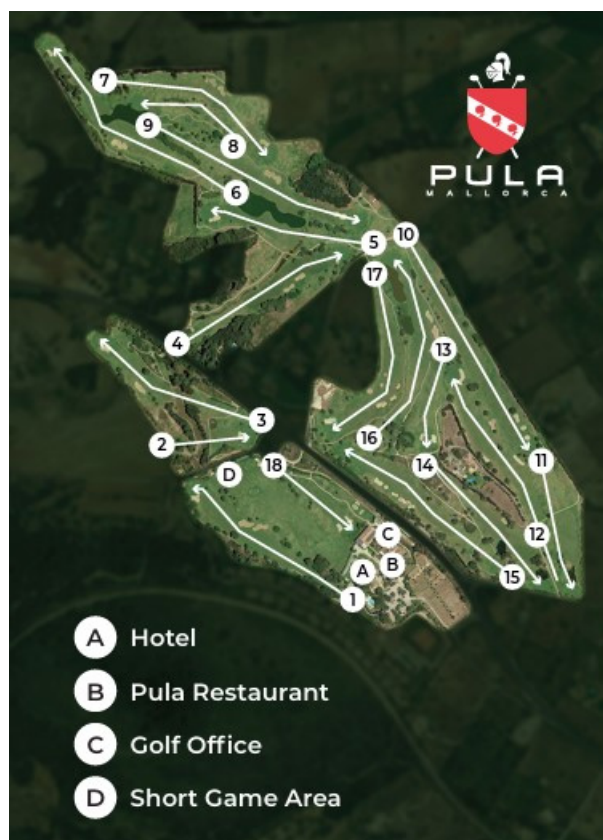 PULA
MALLORCA
7
9
8
6
10
5
17
4
13
3
2
16
11
18
14
D
C
12
B
A
15
1
A Hotel
B Pula Restaurant
C Golf Office
D Short Game Area